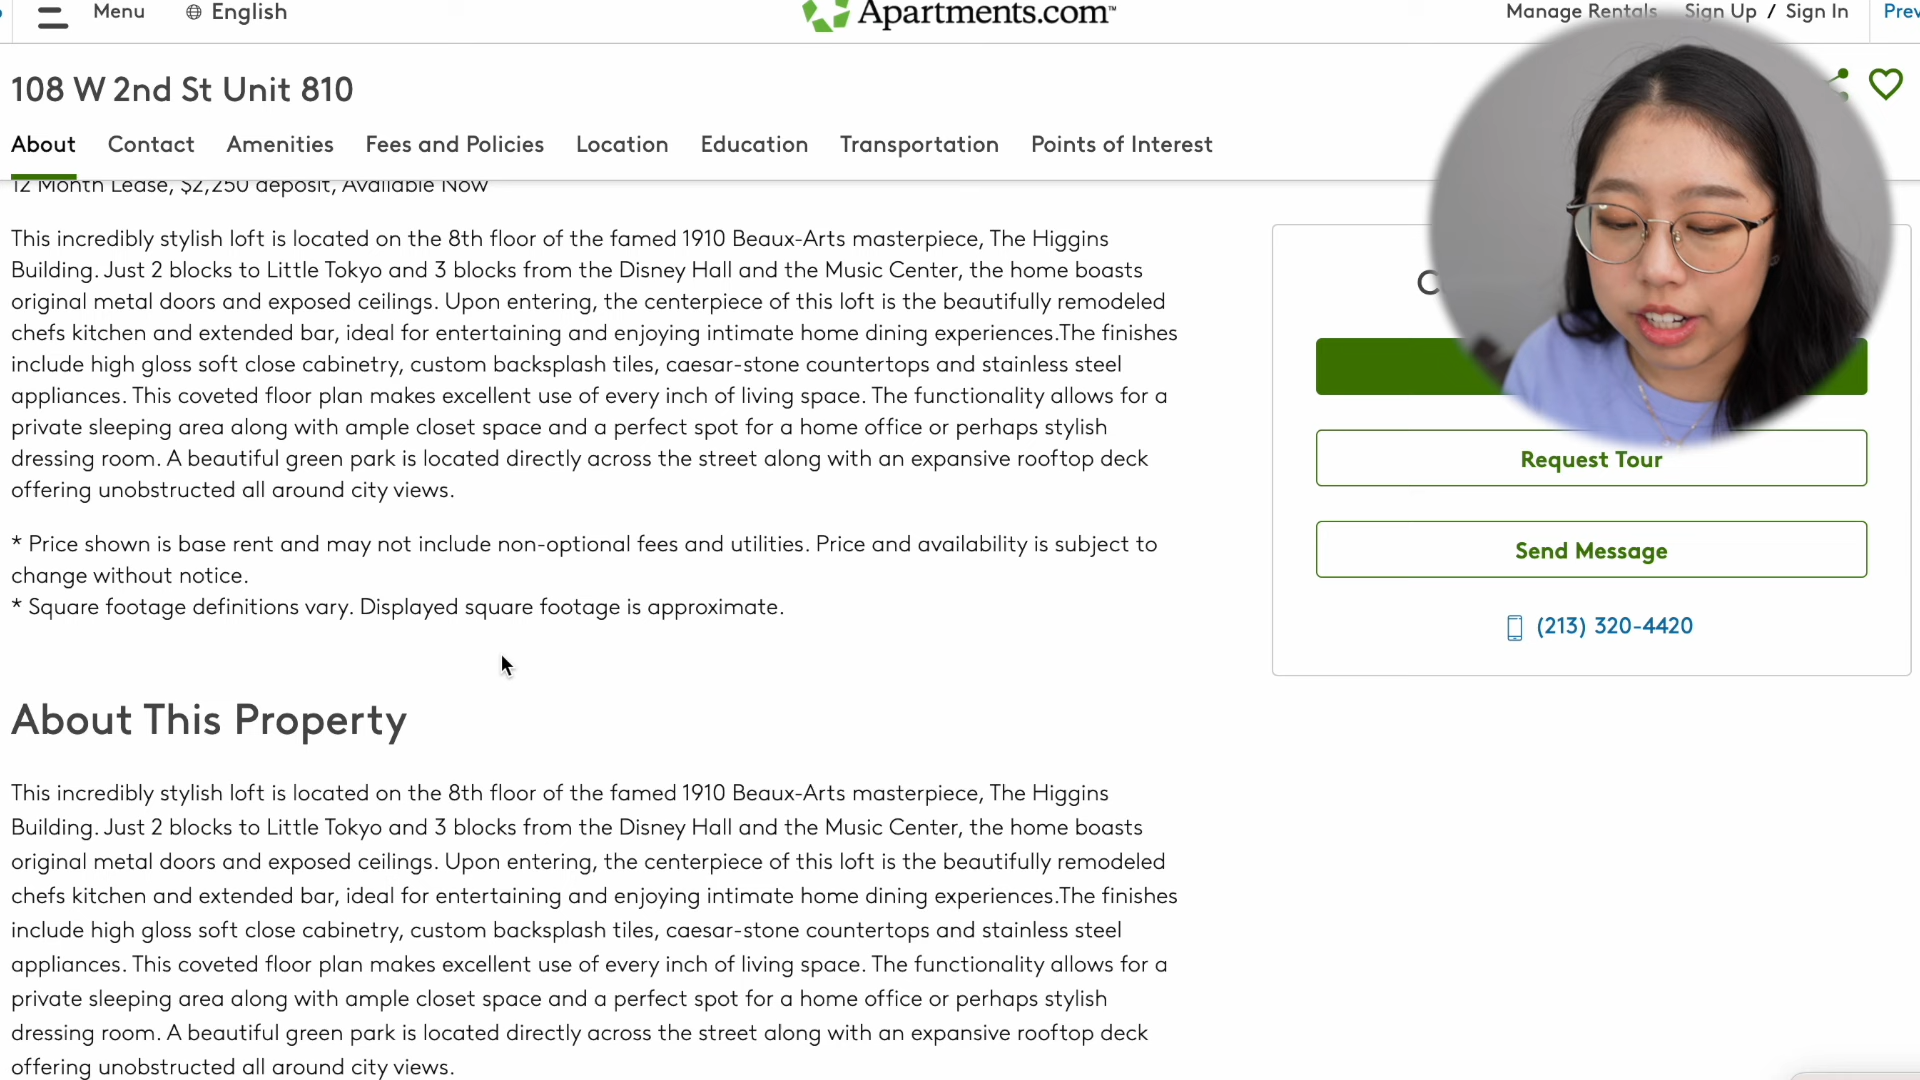 Menu
English
Apartments.com™
Manage Rentals
Sign Up / Sign In
108 W 2nd St Unit 810
About
Contact
Amenities
Fees and Policies
Location
Education
Transportation
Points of Interest
12 Month Lease, $2,250 deposit, Available Now
This incredibly stylish loft is located on the 8th floor of the famed 1910 Beaux-Arts masterpiece, The Higgins
Building. Just 2 blocks to Little Tokyo and 3 blocks from the Disney Hall and the Music Center, the home boasts
original metal doors and exposed ceilings. Upon entering, the centerpiece of this loft is the beautifully remodeled
chefs kitchen and extended bar, ideal for entertaining and enjoying intimate home dining experiences.The finishes
include high gloss soft close cabinetry, custom backsplash tiles, caesar-stone countertops and stainless steel
appliances. This coveted floor plan makes excellent use of every inch of living space. The functionality allows for a
private sleeping area along with ample closet space and a perfect spot for a home office or perhaps stylish
dressing room. A beautiful green park is located directly across the street along with an expansive rooftop deck
offering unobstructed all around city views.
* Price shown is base rent and may not include non-optional fees and utilities. Price and availability is subject to
change without notice.
* Square footage definitions vary. Displayed square footage is approximate.
Request Tour
Send Message
(213) 320-4420
About This Property
This incredibly stylish loft is located on the 8th floor of the famed 1910 Beaux-Arts masterpiece, The Higgins
Building. Just 2 blocks to Little Tokyo and 3 blocks from the Disney Hall and the Music Center, the home boasts
original metal doors and exposed ceilings. Upon entering, the centerpiece of this loft is the beautifully remodeled
chefs kitchen and extended bar, ideal for entertaining and enjoying intimate home dining experiences.The finishes
include high gloss soft close cabinetry, custom backsplash tiles, caesar-stone countertops and stainless steel
appliances. This coveted floor plan makes excellent use of every inch of living space. The functionality allows for a
private sleeping area along with ample closet space and a perfect spot for a home office or perhaps stylish
dressing room. A beautiful green park is located directly across the street along with an expansive rooftop deck
offering unobstructed all around city views.